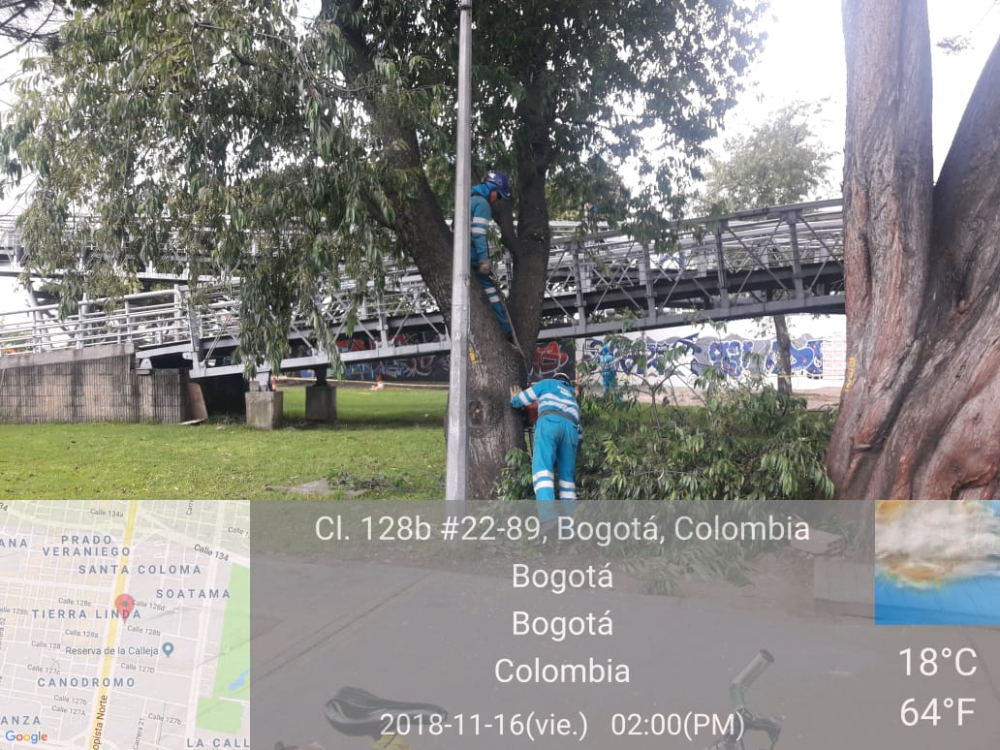 Cl. 128b #22-89, Bogotá, Colombia
Bogotá
Bogotá
Colombia
2018-11-16(vie.) 02:00(PM)
18°C
64°F
Calle 134a
PRADO
VERANIEGO
Calle 134
SANTA COLOMA
SOATAMA
Calle 128c
Calle 128d
TIERRA LINDA
Calle 128b
Calle 128a
Calle 128
Reserva de la Calleja
Calle 127c
Calle 127D
CANODROMO
Calle 127b
Calle 127b
Calle 127A
Carrera 21
opista Norte
ANZA
LA CALL
Google